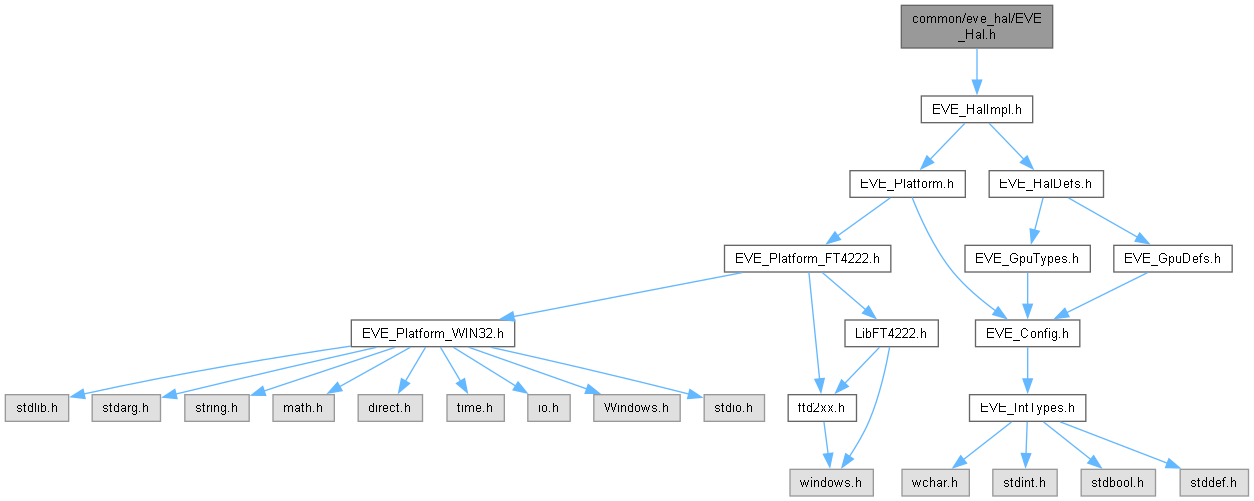 common/eve_hal/EVE
_Hal.h
EVE_HalImpl.h
EVE_Platform.h
EVE_HalDefs.h
EVE_Platform_FT4222.h
EVE_GpuTypes.h
EVE_GpuDefs.h
EVE_Platform_WIN32.h
LibFT4222.h
EVE_Config.h
stdlib.h
stdarg.h
string.h
math.h
direct.h
time.h
io.h
Windows.h
stdio.h
ftd2xx.h
EVE_IntTypes.h
windows.h
wchar.h
stdint.h
stdbool.h
stddef.h